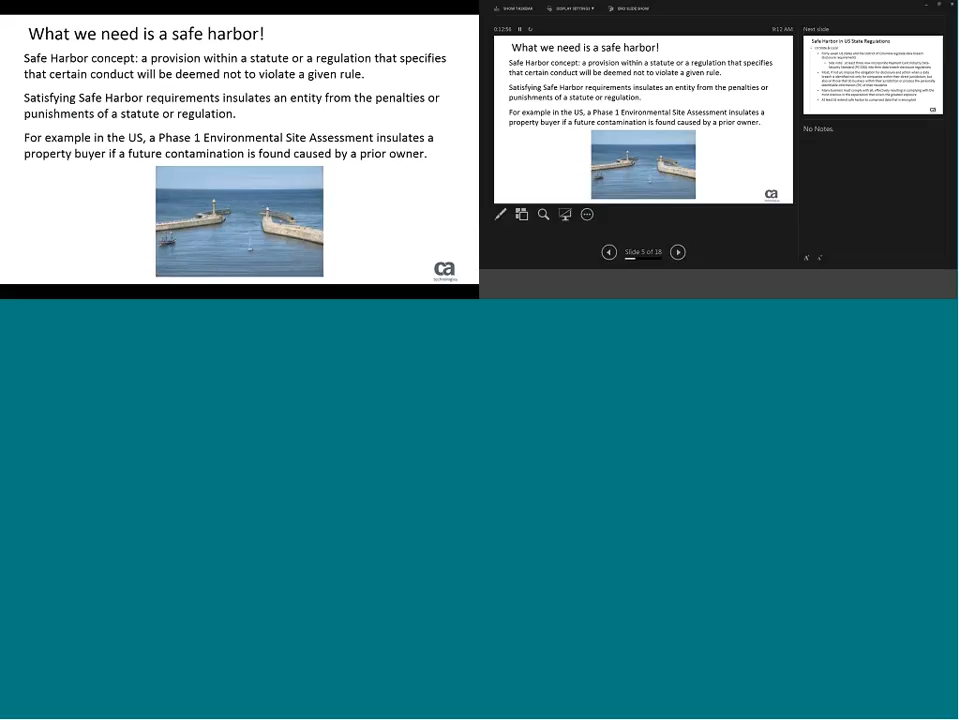 What we need is a safe harbor!
Safe Harbor concept: a provision within a statute or a regulation that specifies
that certain conduct will be deemed not to violate a given rule.
Satisfying Safe Harbor requirements insulates an entity from the penalties or
punishments of a statute or regulation.
For example in the US, a Phase 1 Environmental Site Assessment insulates a
property buyer if a future contamination is found caused by a prior owner.
ca
technologies
SHOW TASKBAR
DISPLAY SETTINGS
END SLIDE SHOW
0:12:56
9:12 AM
What we need is a safe harbor!
Safe Harbor concept: a provision within a statute or a regulation that specifies
that certain conduct will be deemed not to violate a given rule.
Satisfying Safe Harbor requirements insulates an entity from the penalties or
punishments of a statute or regulation.
For example in the US, a Phase 1 Environmental Site Assessment insulates a
property buyer if a future contamination is found caused by a prior owner.
ca
technologies
Slide 5 of 18
Next slide
Safe Harbor in US State Regulations
ca
No Notes.